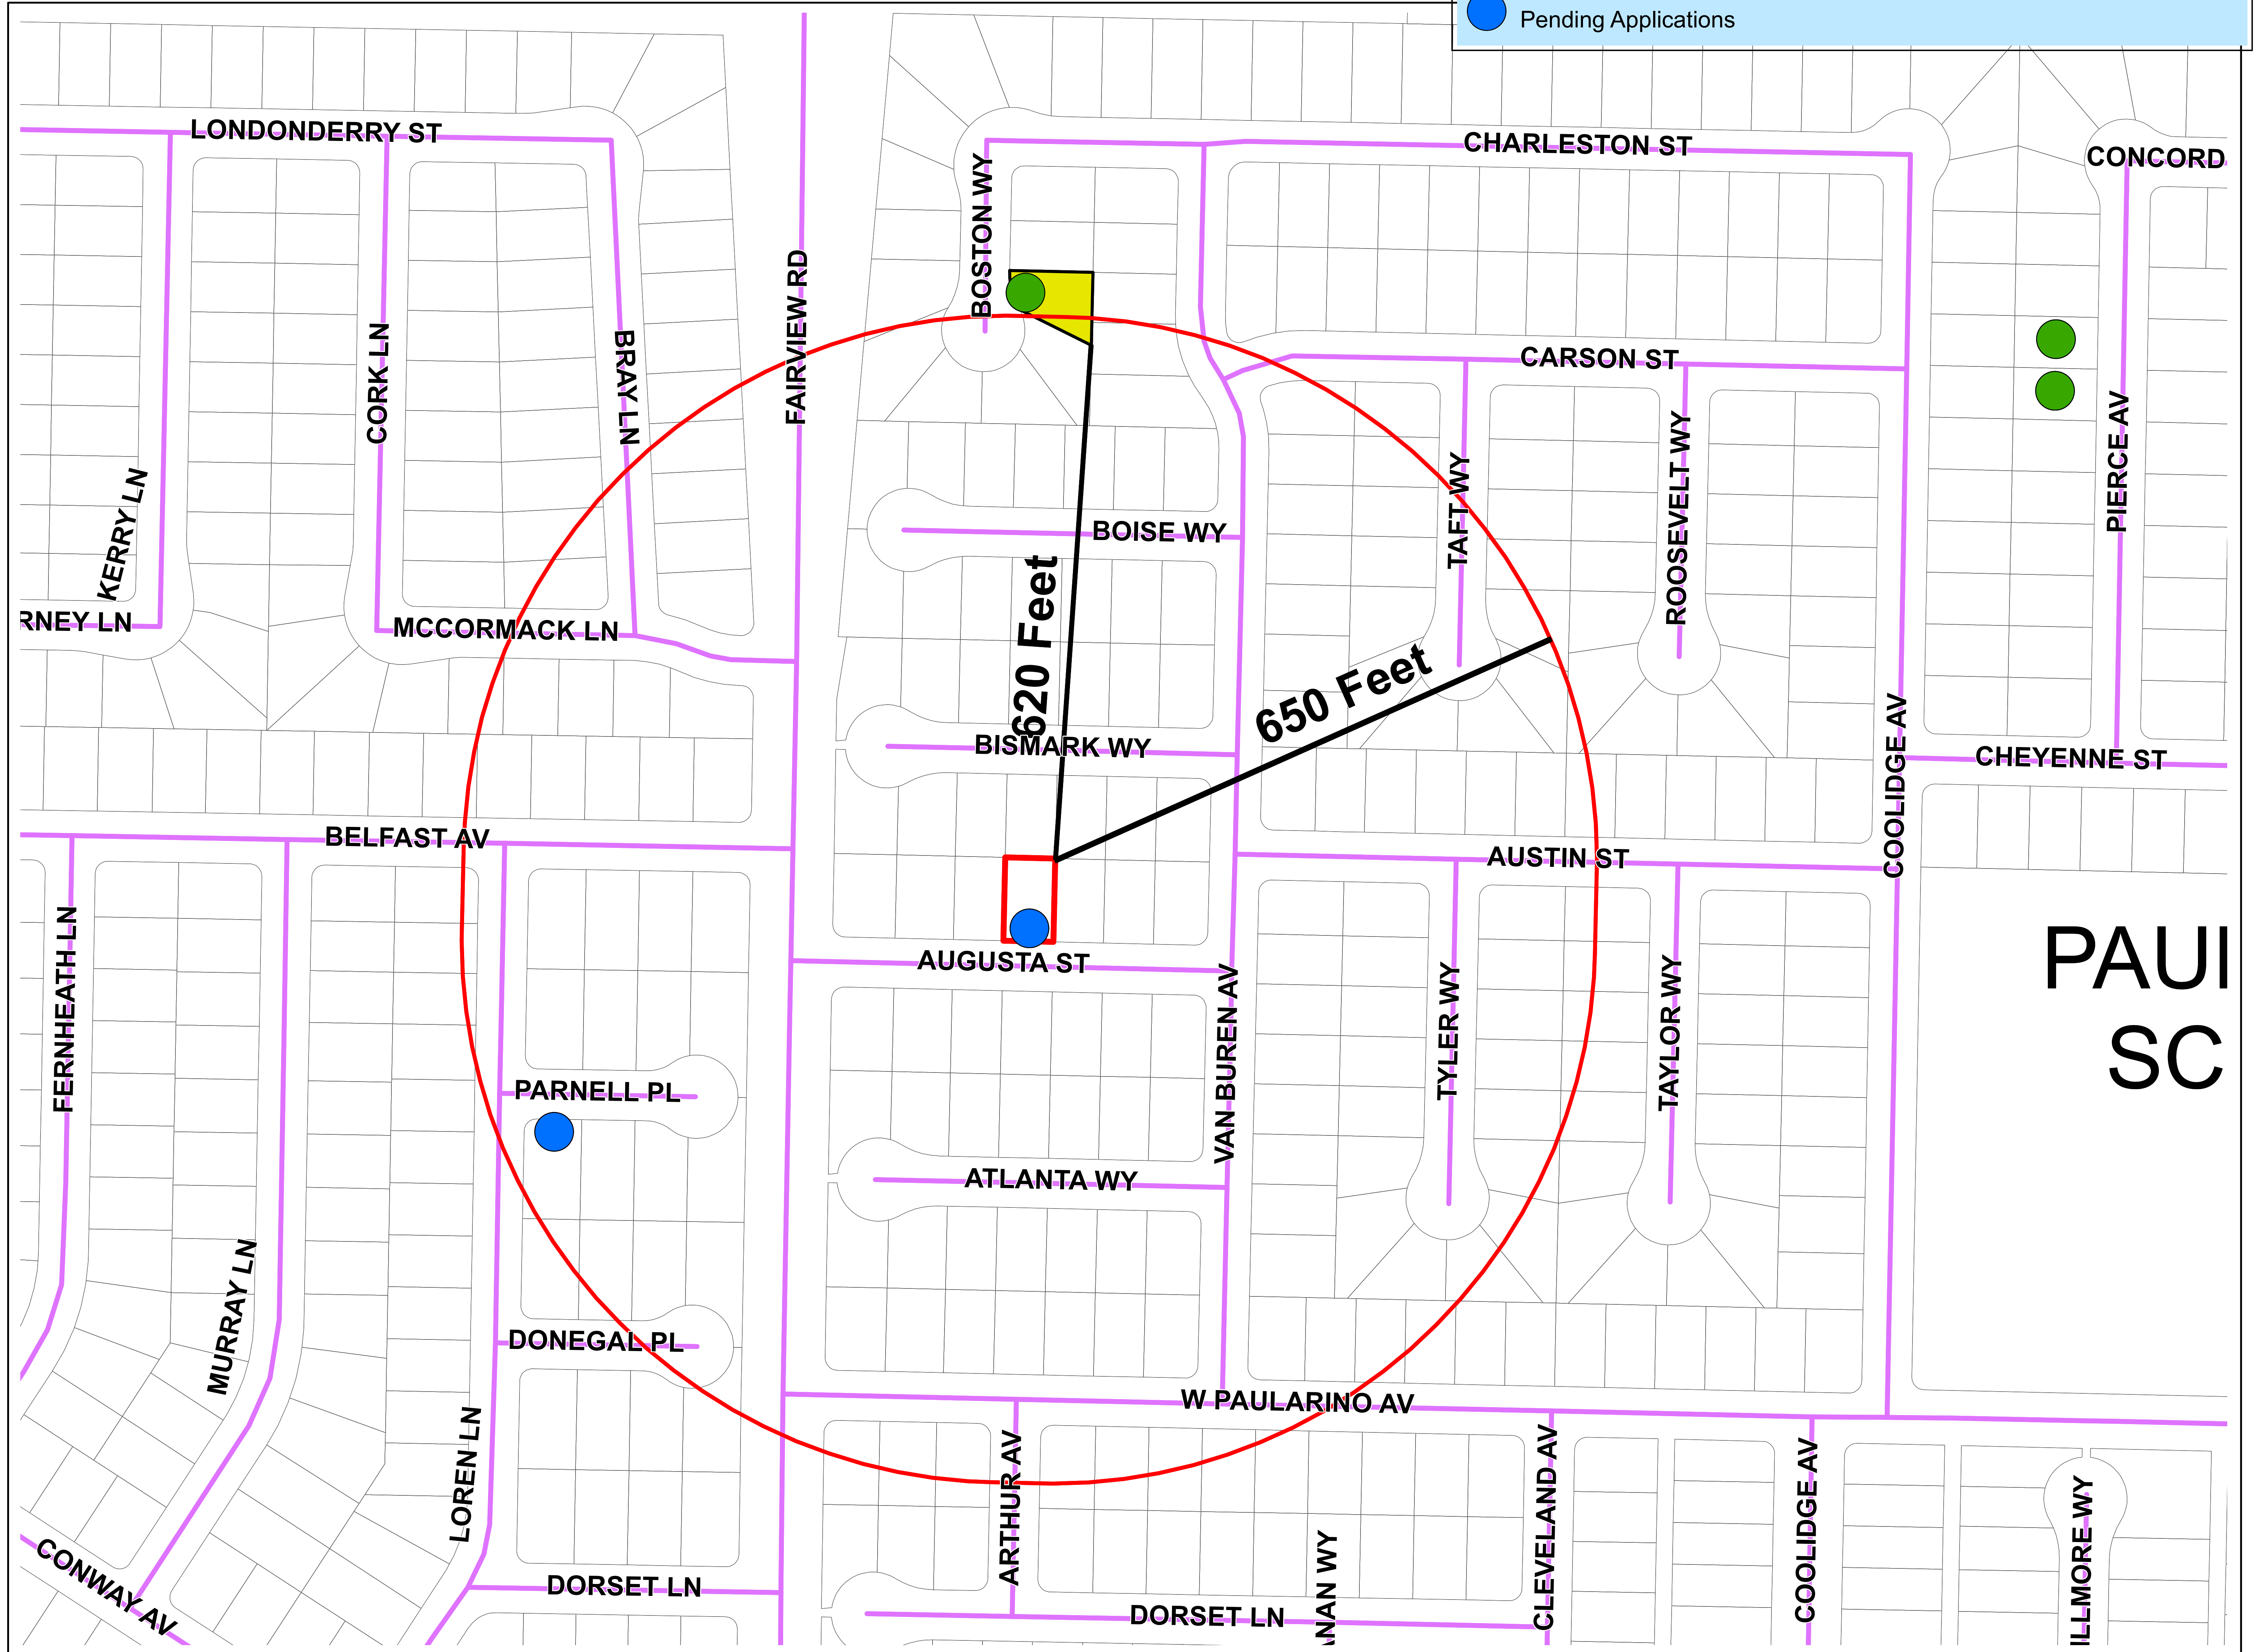 Pending Applications
LONDONDERRY ST
CHARLESTON ST
CONCORD
BOSTON WY
FAIRVIEW RD
CORK LN
BRAY LN
CARSON ST
KERRY LN
TAFT WY
ROOSEVELT WY
PIERCE AV
BOISE WY
RNEY LN
MCCORMACK LN
620 Feet
650 Feet
BISMARK WY
COOLIDGE AV
CHEYENNE ST
BELFAST AV
AUSTIN ST
FERNHEATH LN
AUGUSTA ST
VAN BUREN AV
TYLER WY
TAYLOR WY
PAUI
SC
PARNELL PL
ATLANTA WY
MURRAY LN
DONEGAL PL
W PAULARINO AV
LOREN LN
ARTHUR AV
CLEVELAND AV
COOLIDGE AV
ILLMORE WY
CONWAY AV
DORSET LN
DORSET LN
NAN WY